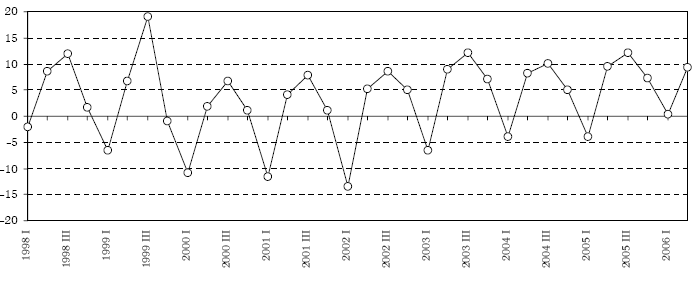 20
15
10
5
0
-5
-10
-15
-20
1998 I
1998 III
1999 I
1999 III
2000 I
2000 III
2001 I
2001 III
2002 I
2002 III
2003 I
2003 III
2004 I
2004 III
2005 I
2005 III
2006 I